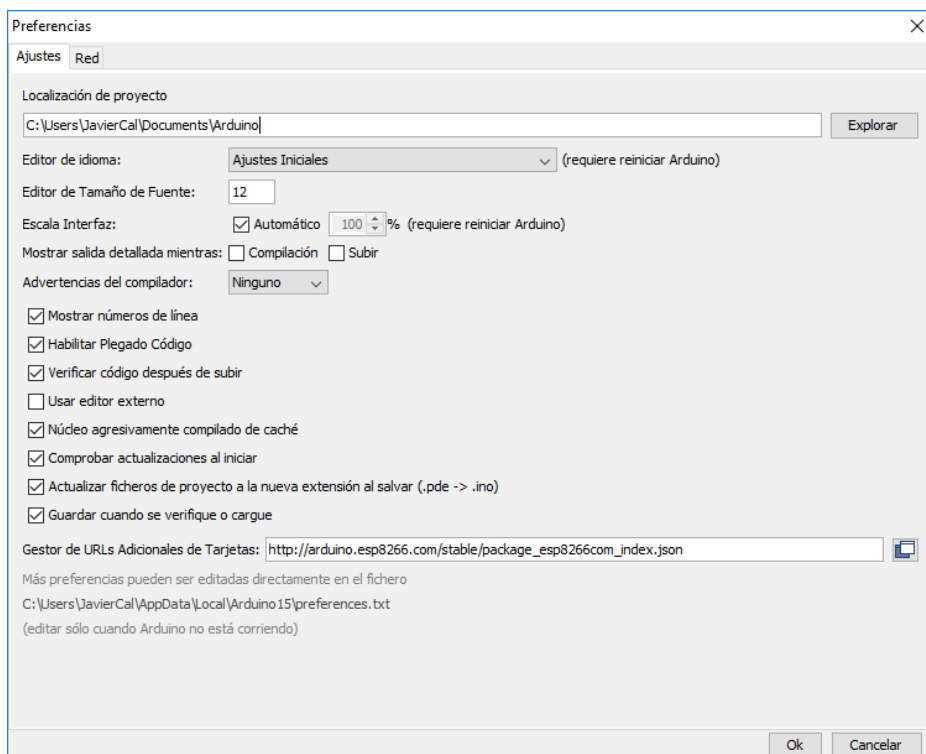 Preferencias
Ajustes Red
Localización de proyecto
C:\Users\JavierCal\Documents\Arduino Explorar
Editor de idioma: Ajustes Iniciales (requiere reiniciar Arduino)
Editor de Tamaño de Fuente: 12
Escala Interfaz: Automático 100 % (requiere reiniciar Arduino)
Mostrar salida detallada mientras: Compilación Subir
Advertencias del compilador: Ninguno
Mostrar números de línea
Habilitar Plegado Código
Verificar código después de subir
Usar editor externo
Núcleo agresivamente compilado de caché
Comprobar actualizaciones al iniciar
Actualizar ficheros de proyecto a la nueva extensión al salvar (.pde -> .ino)
Guardar cuando se verifique o cargue
Gestor de URLs Adicionales de Tarjetas: http://arduino.esp8266.com/stable/package_esp8266com_index.json
Más preferencias pueden ser editadas directamente en el fichero
C:\Users\JavierCal\AppData\Local\Arduino15\preferences.txt
(editar sólo cuando Arduino no está corriendo)
Ok Cancelar